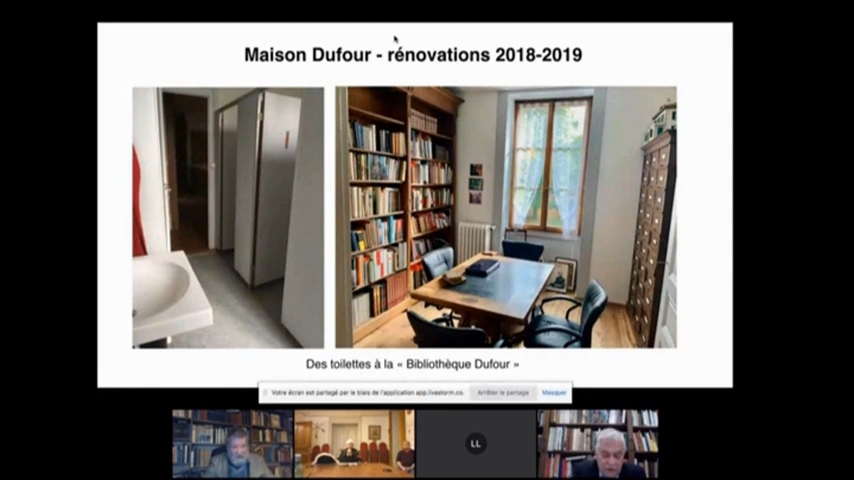 Maison Dufour - rénovations 2018-2019
Des toilettes à la « Bibliothèque Dufour »
Votre écran est partagé par le biais de l'application app.livestorm.co. Arrêter le partage Masquer
LL